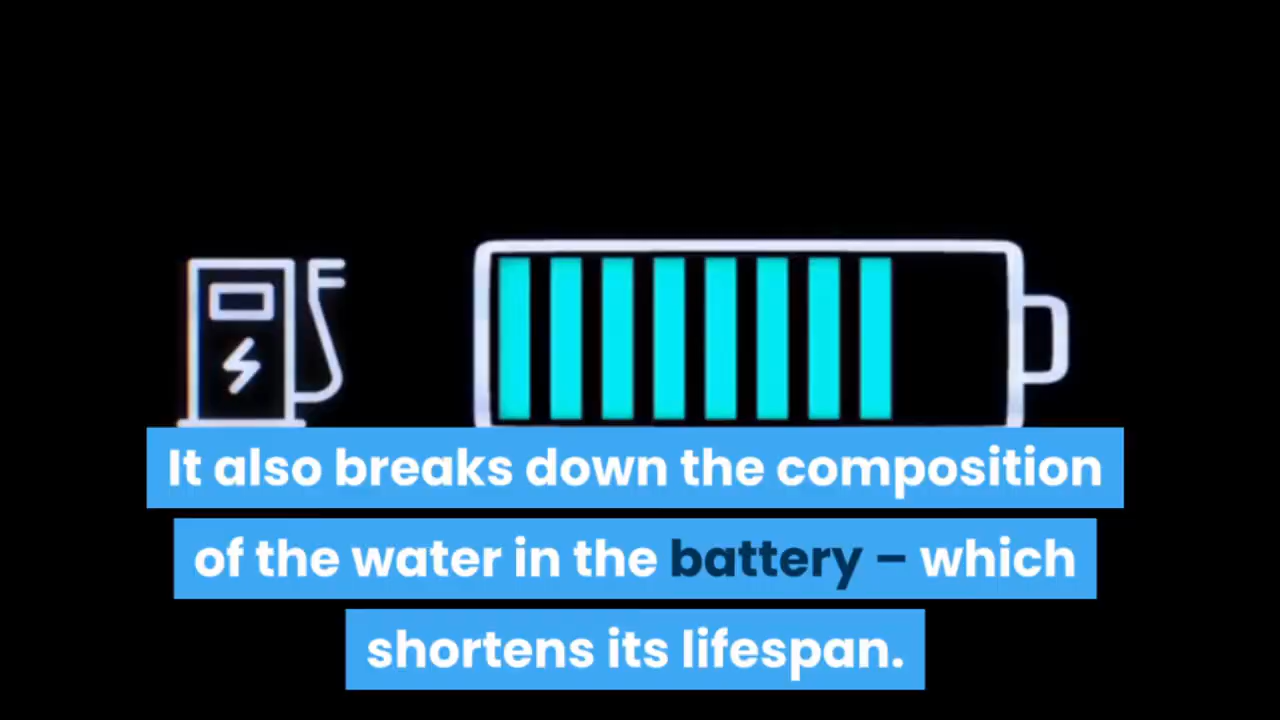 It also breaks down the composition
of the water in the battery – which
shortens its lifespan.